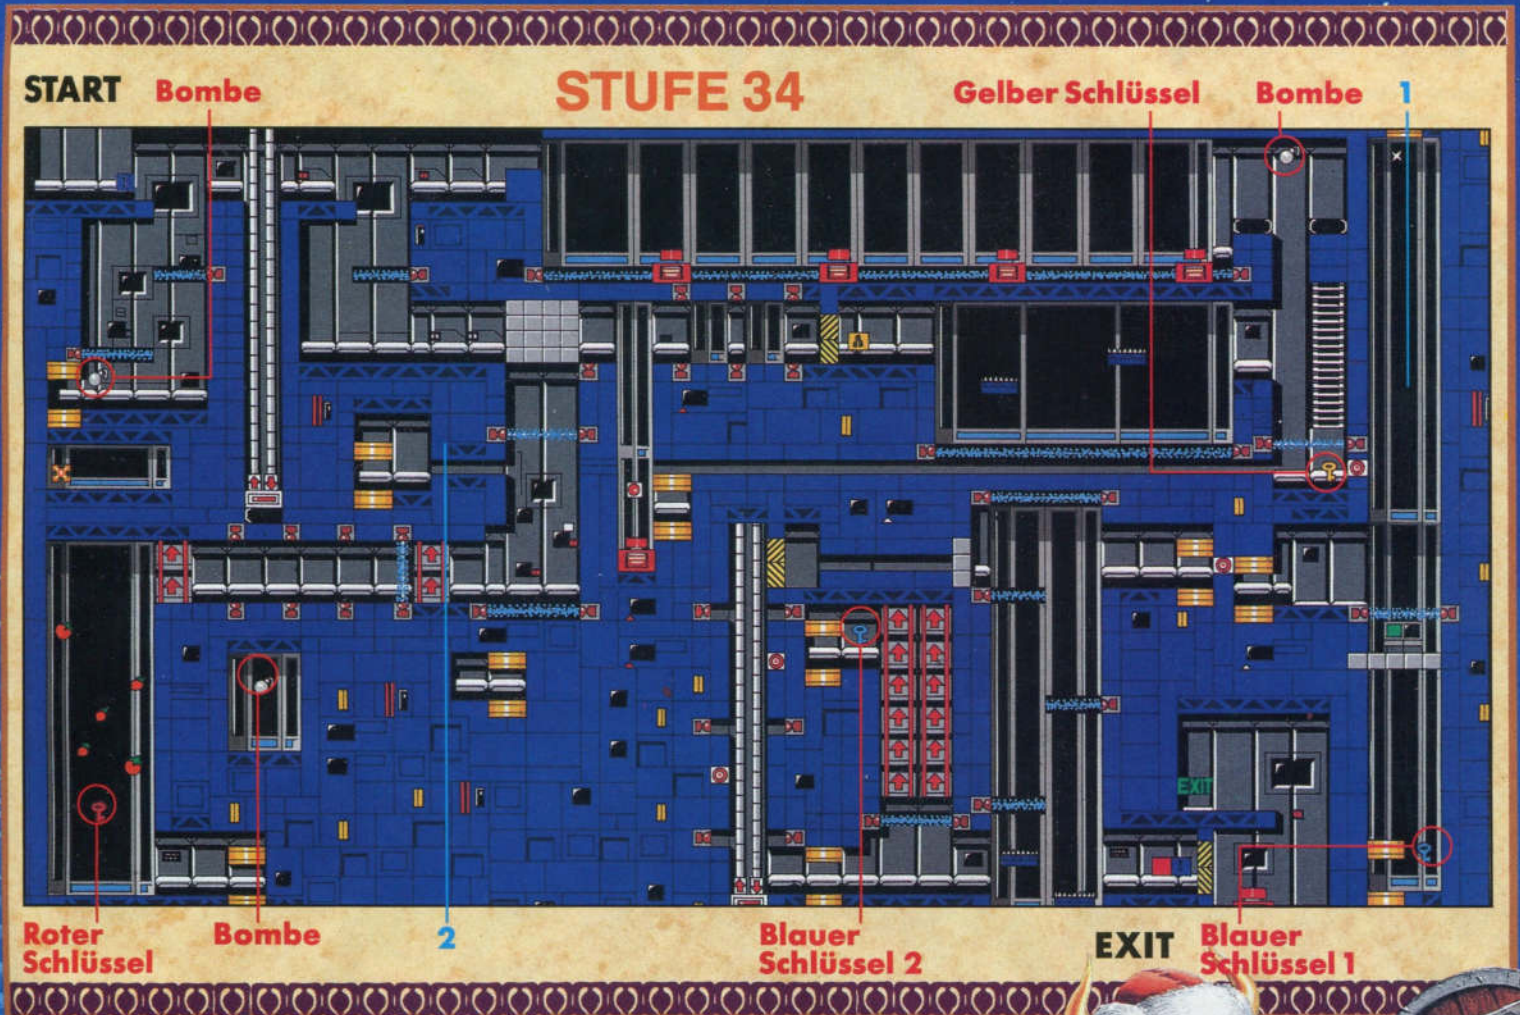 STUFE 34
START
Bombe
Gelber Schlüssel
Bombe
1
EXIT
Roter
Schlüssel
Bombe
2
Blauer
Schlüssel 2
EXIT
Blauer
Schlüssel 1